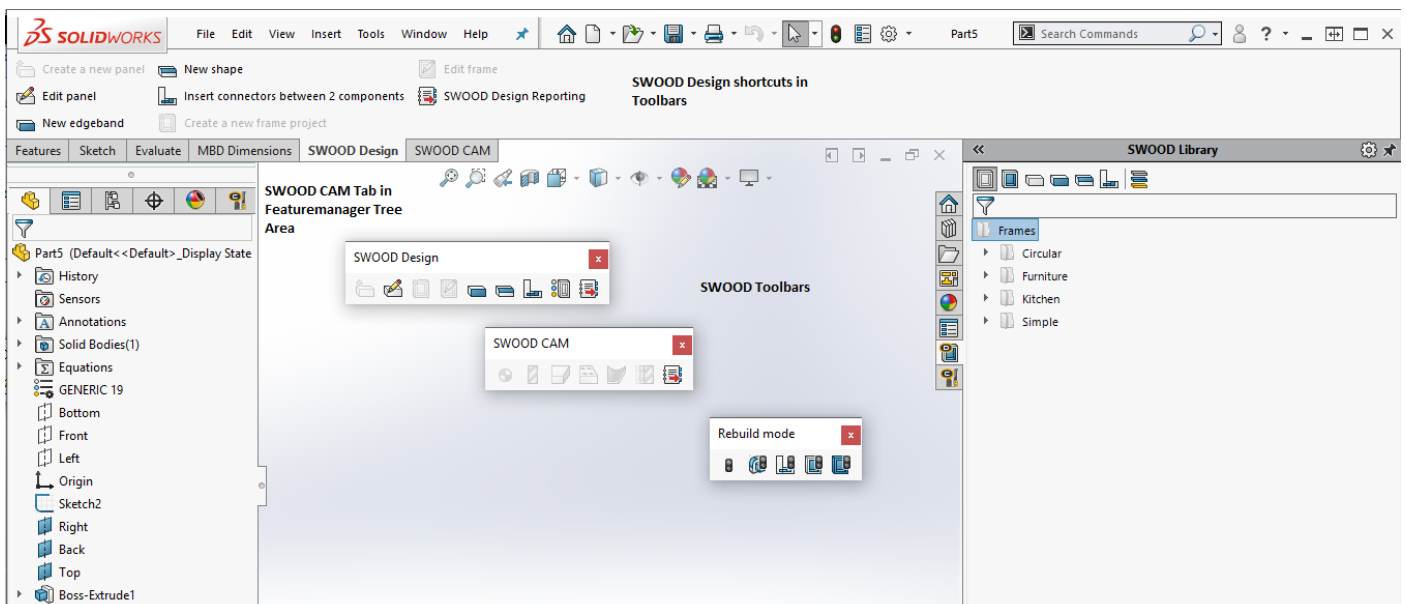 SOLIDWORKS File Edit View Insert Tools Window Help Part5 Search Commands ?
Create a new panel New shape Edit frame
Edit panel Insert connectors between 2 components SWOOD Design Reporting
New edgeband Create a new frame project
SWOOD Design shortcuts in
Toolbars
Features Sketch Evaluate MBD Dimensions SWOOD Design SWOOD CAM
SWOOD Library
SWOOD CAM Tab in
Featuremanager Tree
Area
Part5 (Default<<Default>_Display State
History
Sensors
Annotations
Solid Bodies(1)
Equations
GENERIC 19
Bottom
Front
Left
Origin
Sketch2
Right
Back
Top
Boss-Extrude1
SWOOD Design
SWOOD Toolbars
SWOOD CAM
Rebuild mode
Frames
Circular
Furniture
Kitchen
Simple